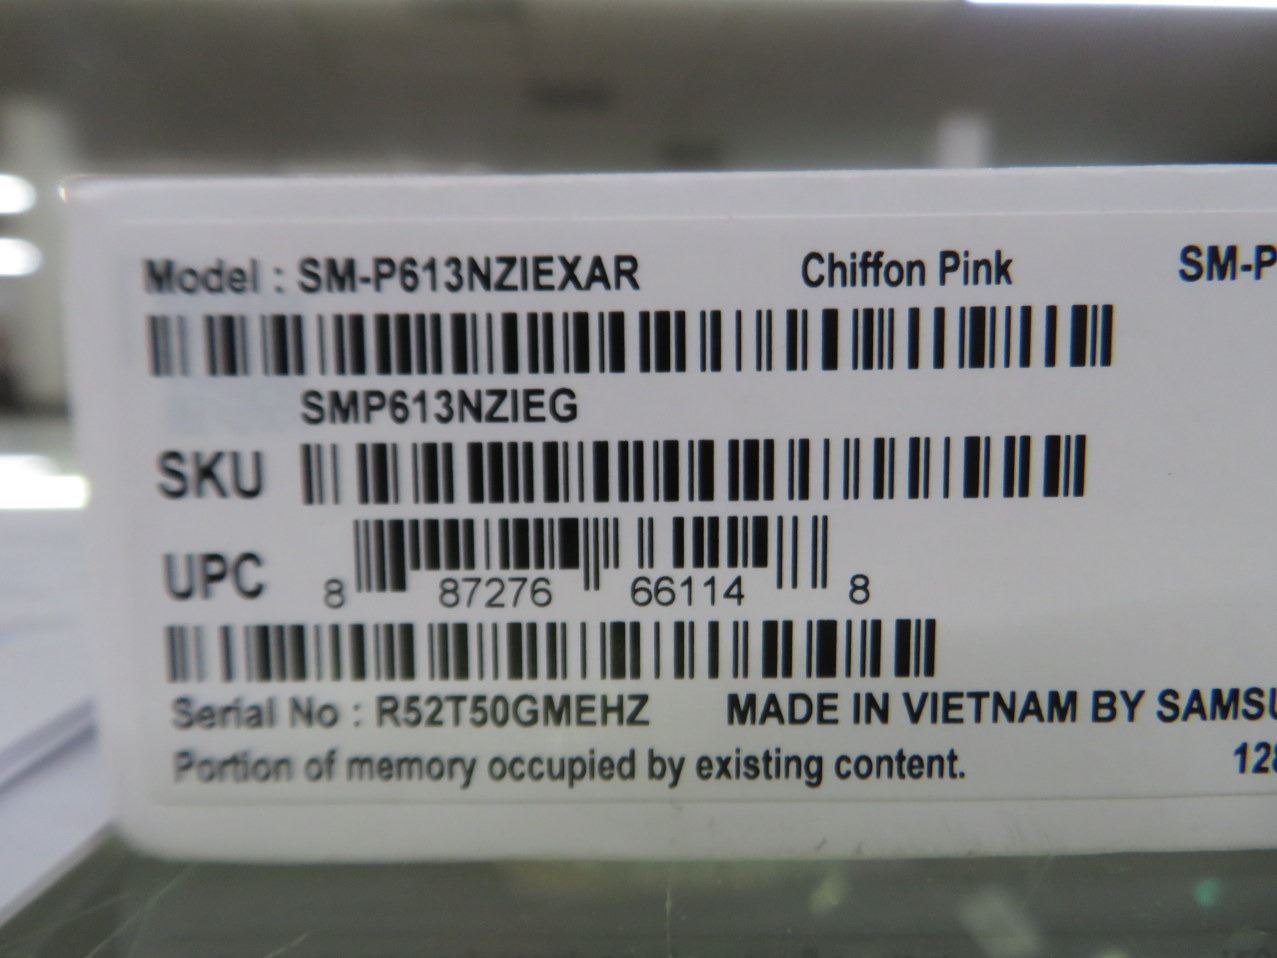 Model : SM-P613NZIEXAR Chiffon Pink SM-P
SMP613NZIEG
SKU
UPC 8 87276 66114 8
Serial No : R52T50GMEHZ MADE IN VIETNAM BY SAMSU
Portion of memory occupied by existing content. 128